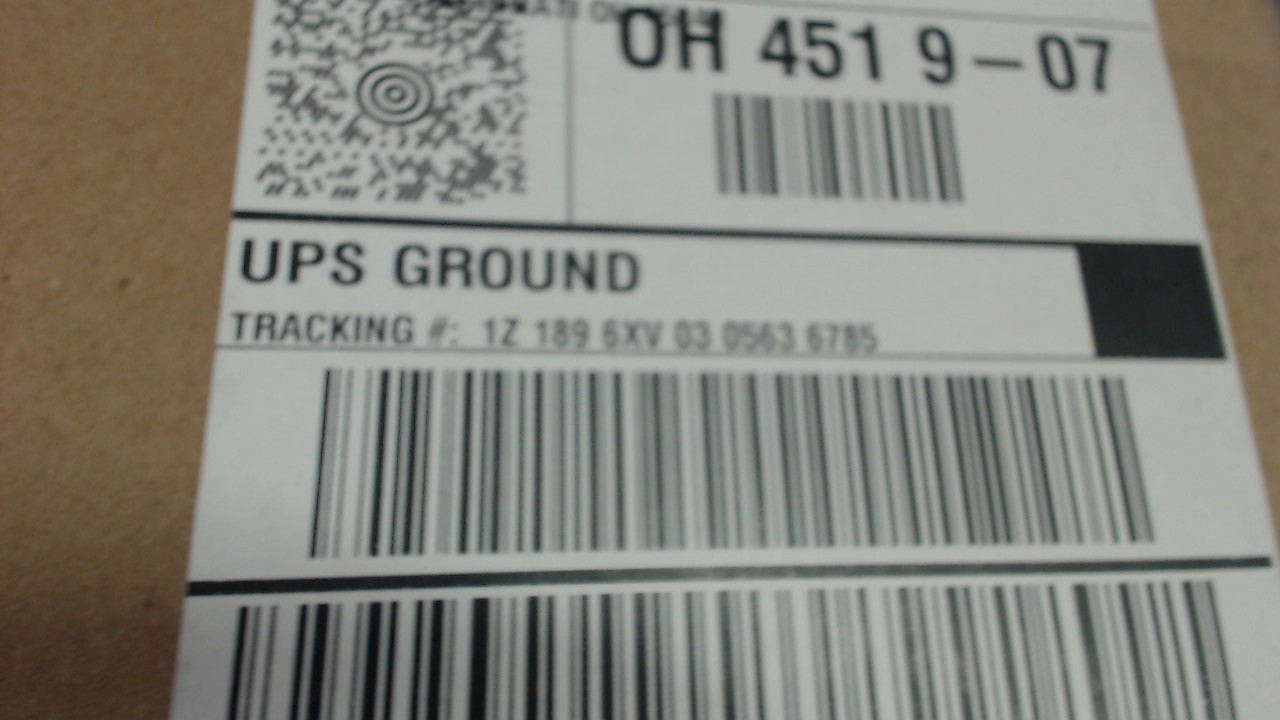 OH 451 9-07
UPS GROUND
TRACKING #: 1Z 189 6XV 03 0563 6785